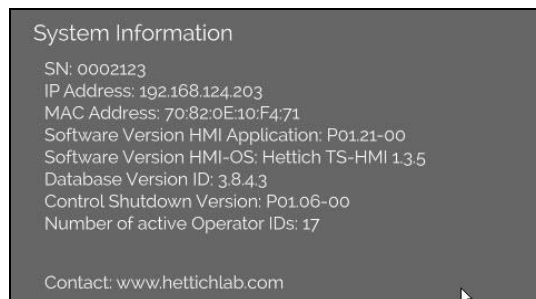 System Information
SN: 0002123
IP Address: 192.168.124.203
MAC Address: 70:82:0E:10:F4:71
Software Version HMI Application: P01.21-00
Software Version HMI-OS: Hettich TS-HMI 1.3.5
Database Version ID: 3.8.4.3
Control Shutdown Version: P01.06-00
Number of active Operator IDs: 17
Contact: www.hettichlab.com